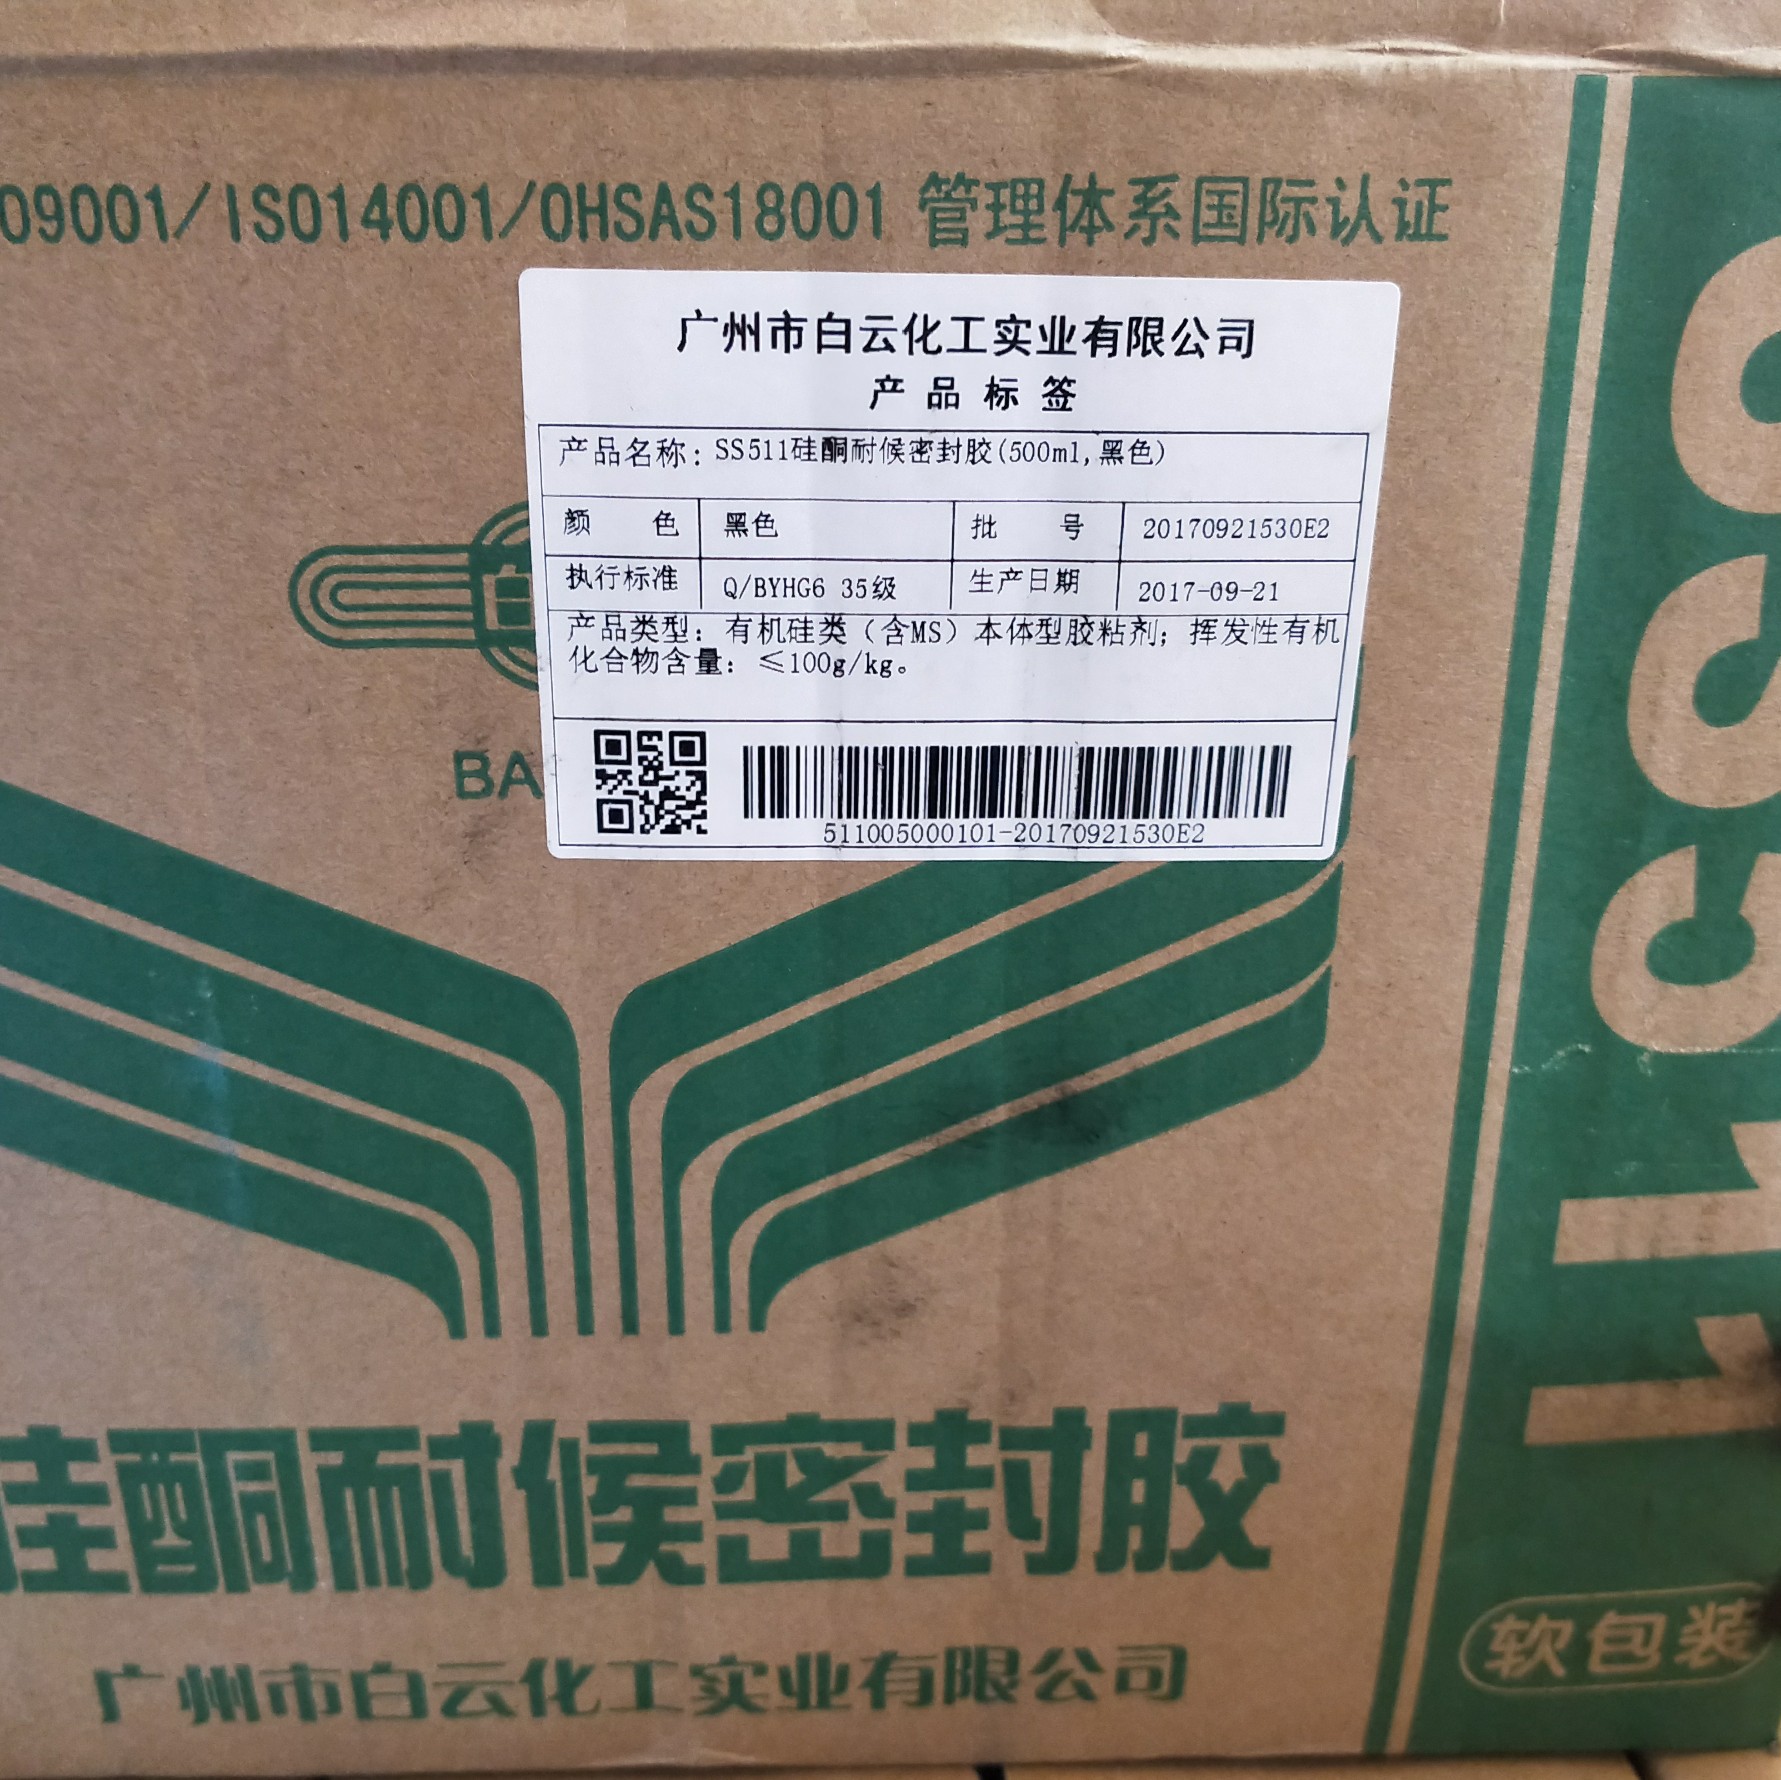 09001/ISO14001/OHSAS18001 管理体系国际认证
广州市白云化工实业有限公司
产品标签
产品名称: SS511硅酮耐候密封胶(500ml,黑色)
颜 色 黑色 批 号 20170921530E2
执行标准 Q/BYHG6 35级 生产日期 2017-09-21
产品类型：有机硅类（含MS）本体型胶粘剂；挥发性有机
化合物含量：≤100g/kg。
511005000101-20170921530E2
白
BA
硅酮耐候密封胶
广州市白云化工实业有限公司
软包装